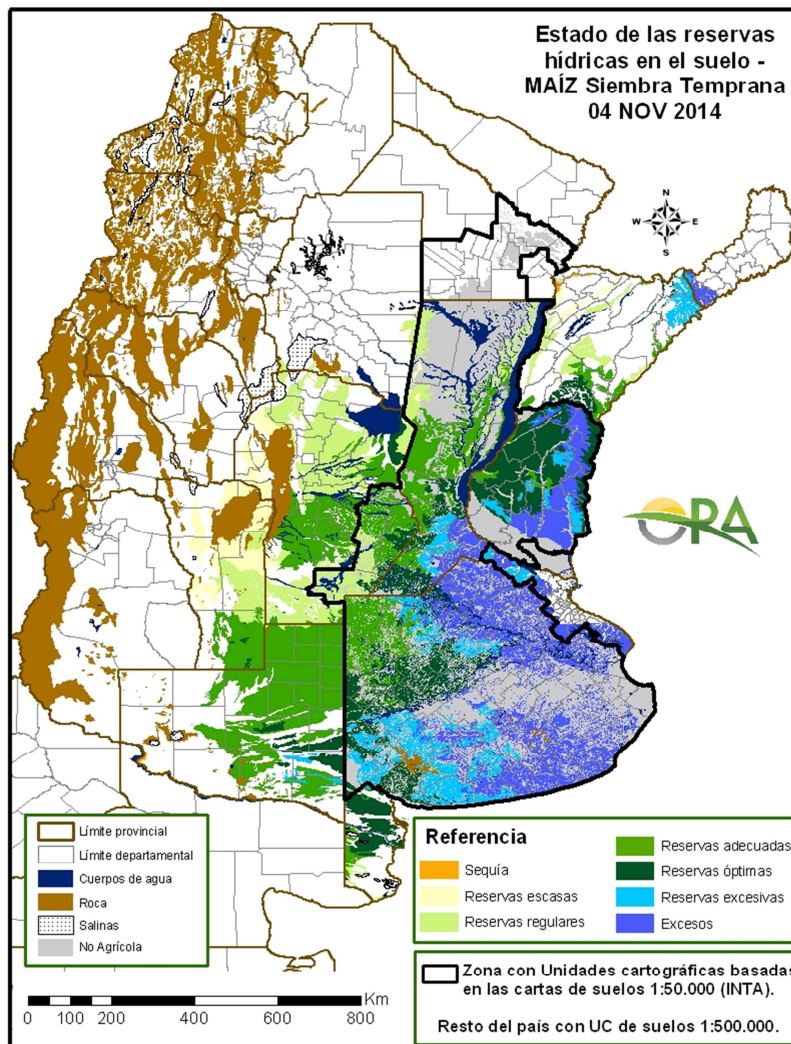 Estado de las reservas
hídricas en el suelo -
MAÍZ Siembra Temprana
04 NOV 2014
N
W E
S
ORA
Límite provincial
Límite departamental
Cuerpos de agua
Roca
Salinas
No Agrícola
Referencia
Sequía
Reservas escasas
Reservas regulares
Reservas adecuadas
Reservas óptimas
Reservas excesivas
Excesos
0 50 100 200 400 600 800 Km
Zona con Unidades cartográficas basadas
en las cartas de suelos 1:50.000 (INTA).
Resto del país con UC de suelos 1:500.000.